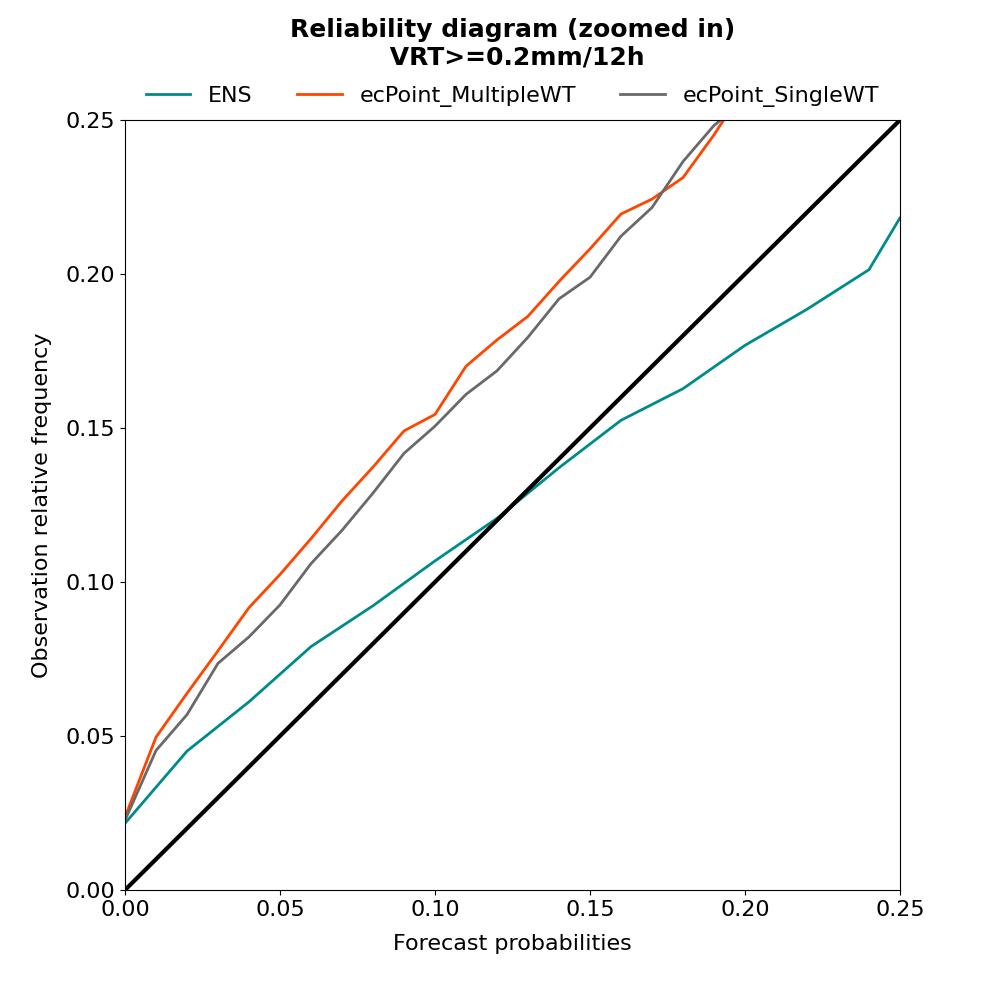 Reliability diagram (zoomed in)
VRT>=0.2mm/12h
ENS ecPoint_MultipleWT ecPoint_SingleWT
0.25
0.20
0.15
0.10
0.05
0.00
Observation relative frequency
0.00 0.05 0.10 0.15 0.20 0.25
Forecast probabilities